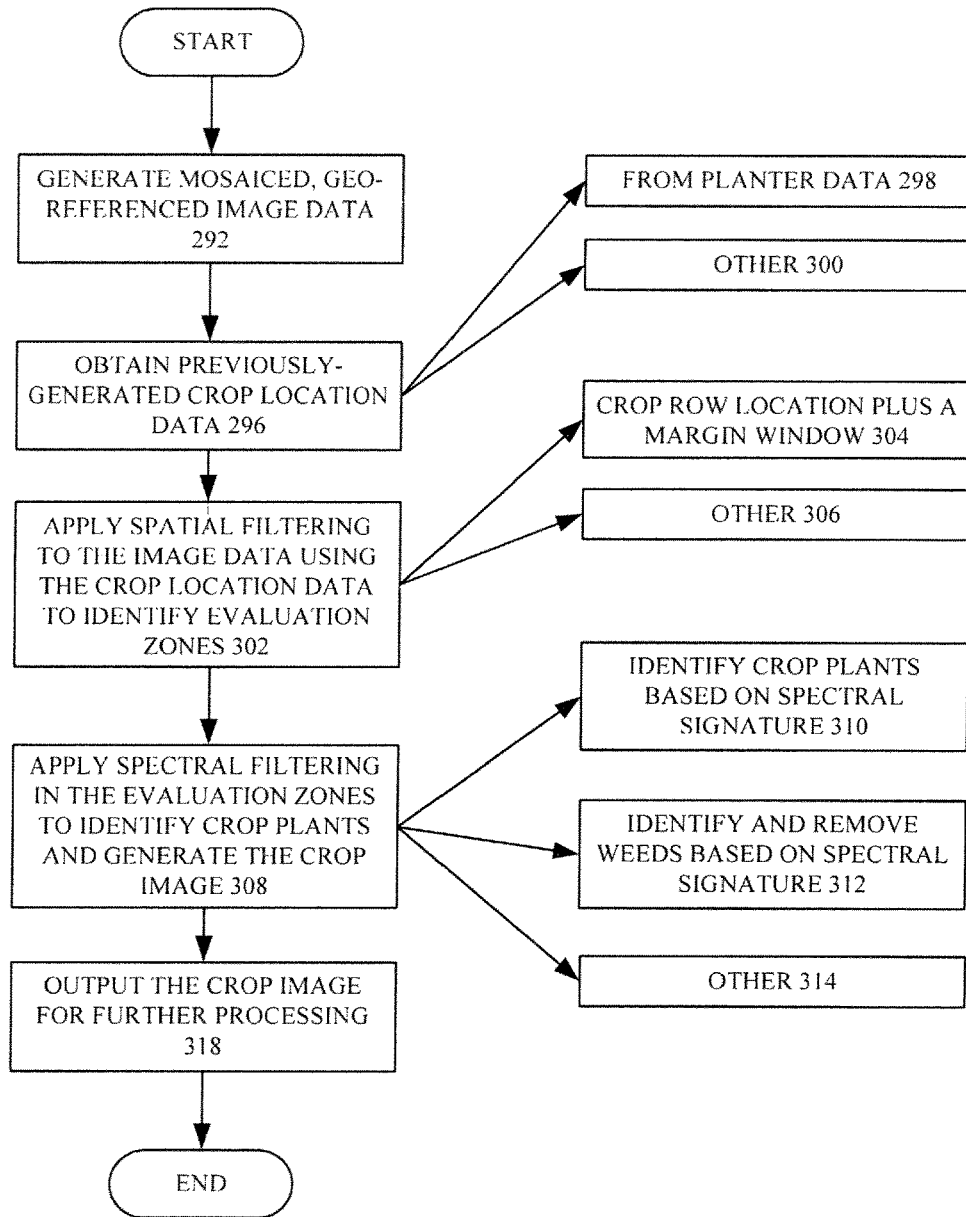 START
GENERATE MOSAICED, GEO-
REFERENCED IMAGE DATA
292
FROM PLANTER DATA 298
OTHER 300
OBTAIN PREVIOUSLY-
GENERATED CROP LOCATION
DATA 296
CROP ROW LOCATION PLUS A
MARGIN WINDOW 304
OTHER 306
APPLY SPATIAL FILTERING
TO THE IMAGE DATA USING
THE CROP LOCATION DATA
TO IDENTIFY EVALUATION
ZONES 302
IDENTIFY CROP PLANTS
BASED ON SPECTRAL
SIGNATURE 310
APPLY SPECTRAL FILTERING
IN THE EVALUATION ZONES
TO IDENTIFY CROP PLANTS
AND GENERATE THE CROP
IMAGE 308
IDENTIFY AND REMOVE
WEEDS BASED ON SPECTRAL
SIGNATURE 312
OTHER 314
OUTPUT THE CROP IMAGE
FOR FURTHER PROCESSING
318
END